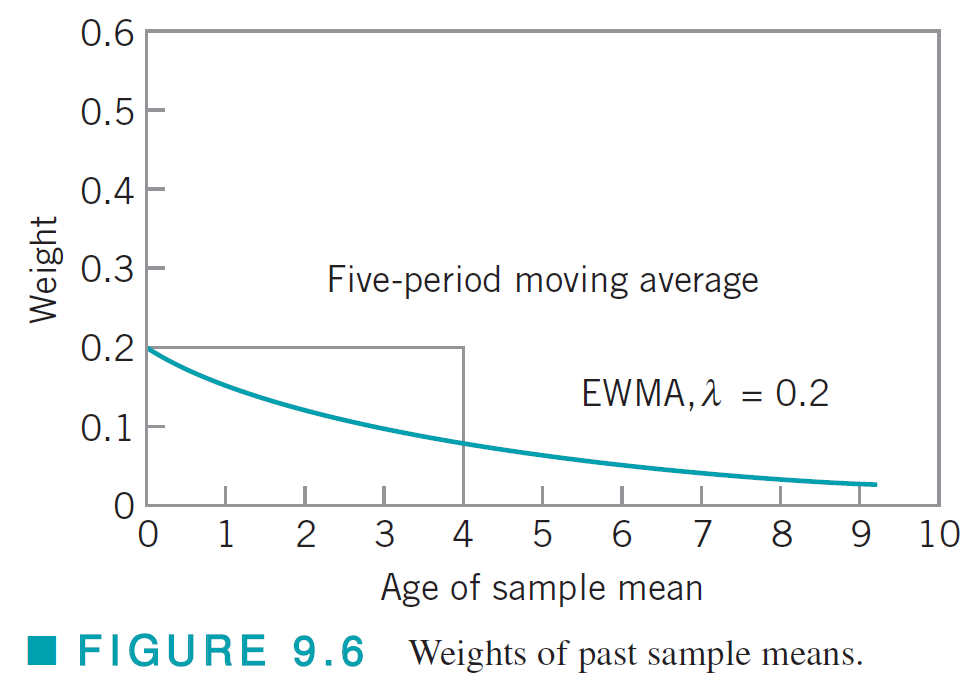 0.6
0.5
0.4
0.3
0.2
0.1
0
Weight
Five-period moving average
EWMA, λ = 0.2
0 1 2 3 4 5 6 7 8 9 10
Age of sample mean
■ FIGURE 9.6 Weights of past sample means.